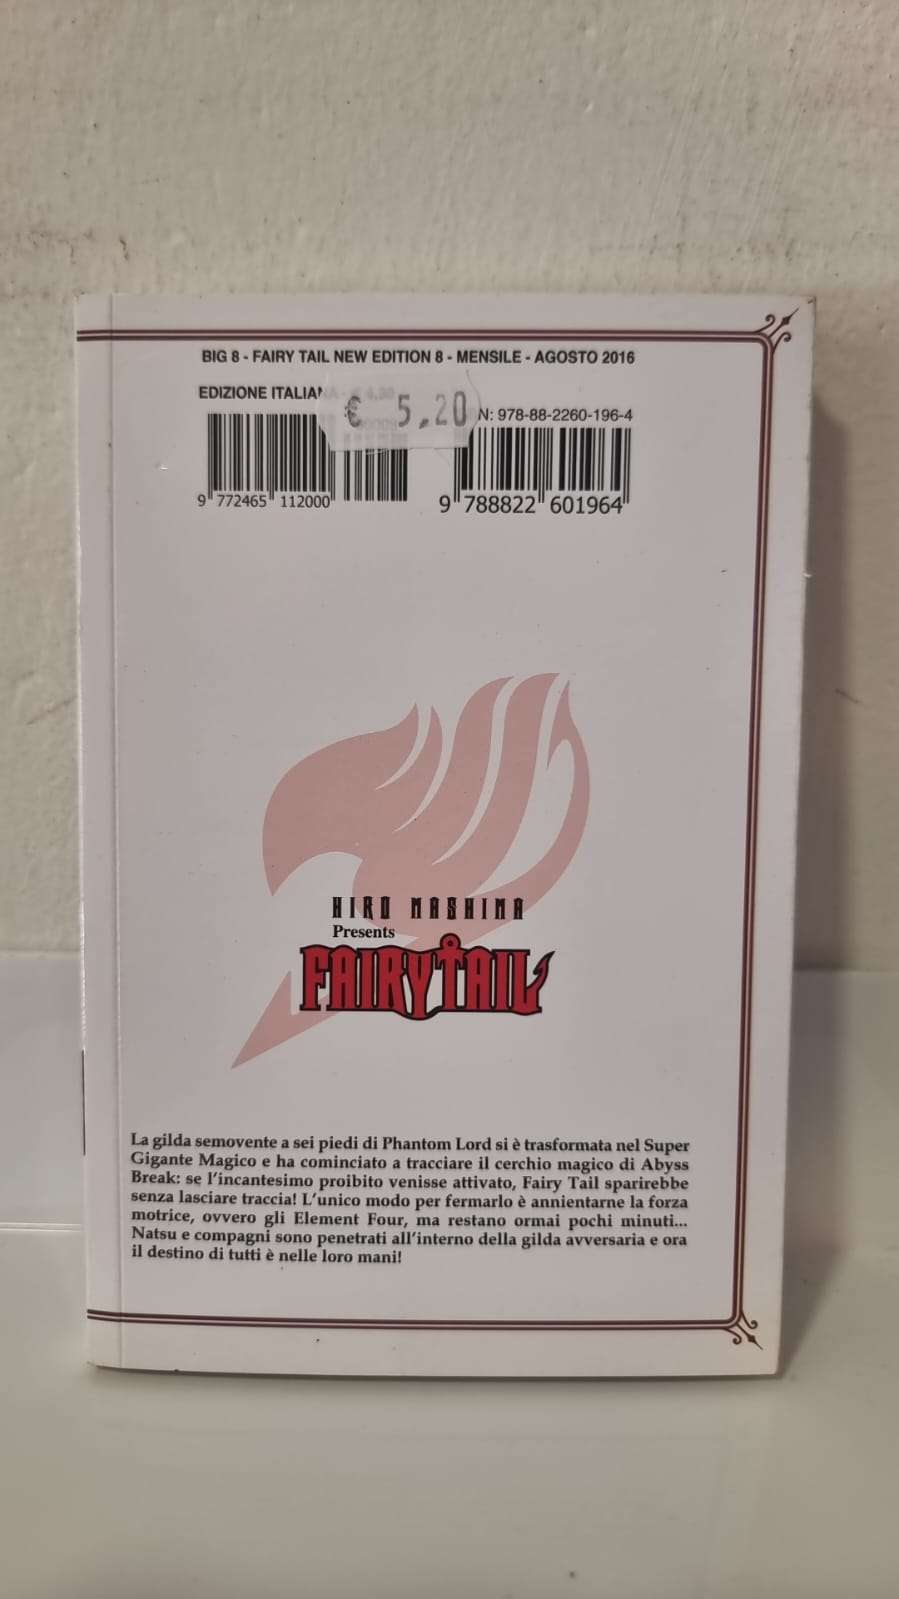 BIG 8 - FAIRY TAIL NEW EDITION 8 - MENSILE - AGOSTO 2016
EDIZIONE ITALIANA
€ 5,20
N: 978-88-2260-196-4
9 772465 112000
9 788822 601964
HIRO MASHIMA
Presents
FAIRY TAIL
La gilda semovente a sei piedi di Phantom Lord si è trasformata nel Super
Gigante Magico e ha cominciato a tracciare il cerchio magico di Abyss
Break: se l'incantesimo proibito venisse attivato, Fairy Tail sparirebbe
senza lasciare traccia! L'unico modo per fermarlo è annientarne la forza
motrice, ovvero gli Element Four, ma restano ormai pochi minuti...
Natsu e compagni sono penetrati all'interno della gilda avversaria e ora
il destino di tutti è nelle loro mani!